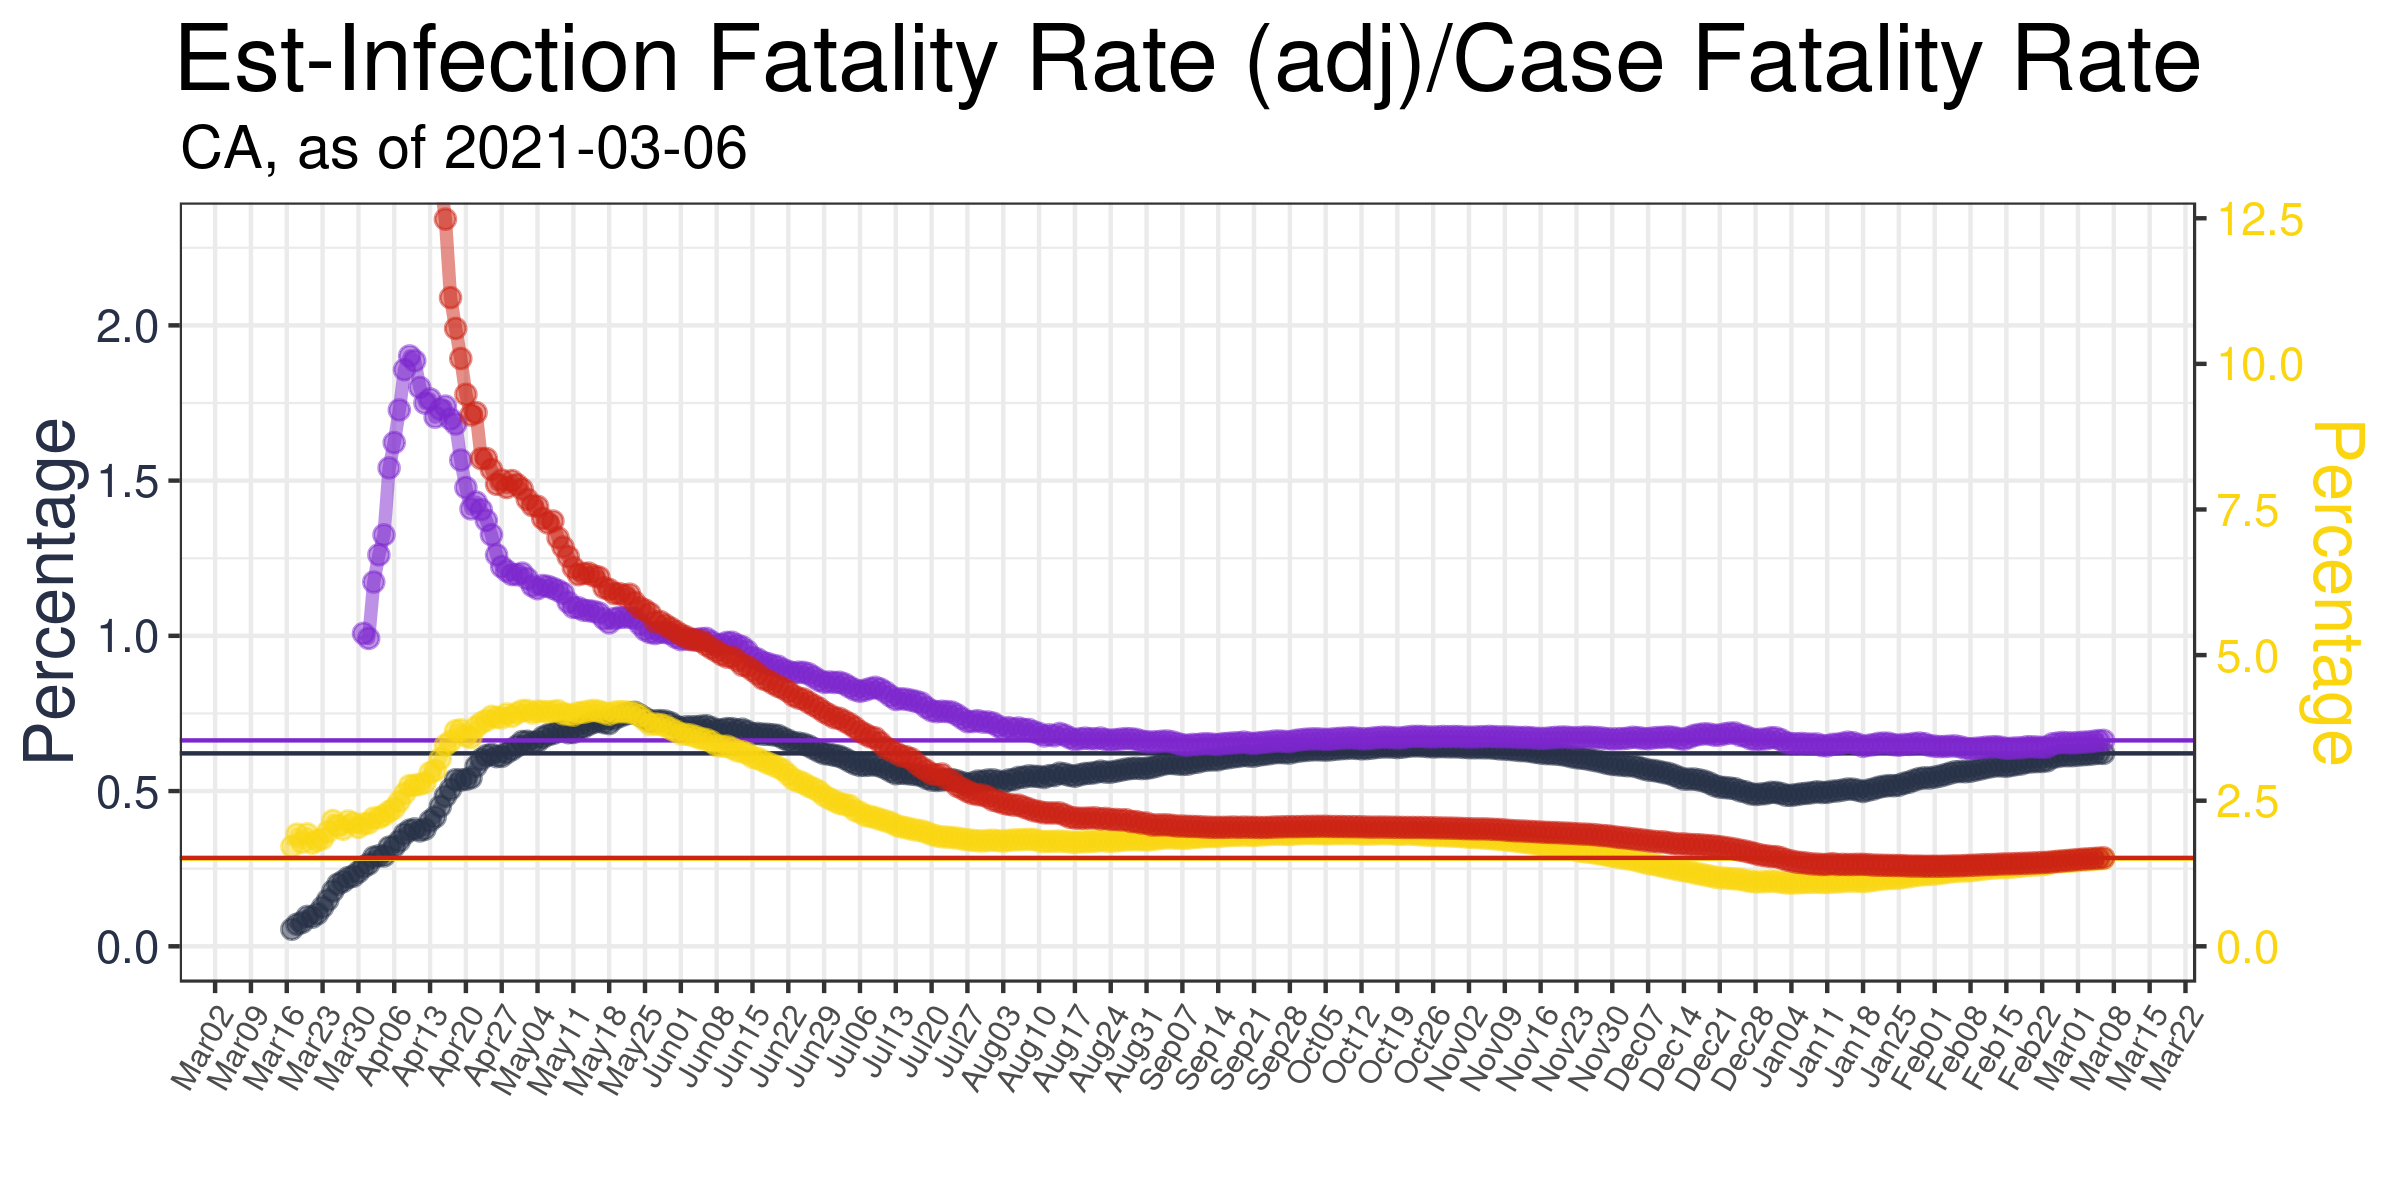 Est-Infection Fatality Rate (adj)/Case Fatality Rate
CA, as of 2021-03-06
Percentage
2.0
1.5
1.0
0.5
0.0
12.5
10.0
7.5
5.0
2.5
0.0
Percentage
Mar02
Mar09
Mar16
Mar23
Mar30
Apr06
Apr13
Apr20
Apr27
May04
May11
May18
May25
Jun01
Jun08
Jun15
Jun22
Jun29
Jul06
Jul13
Jul20
Jul27
Aug03
Aug10
Aug17
Aug24
Aug31
Sep07
Sep14
Sep21
Sep28
Oct05
Oct12
Oct19
Oct26
Nov02
Nov09
Nov16
Nov23
Nov30
Dec07
Dec14
Dec21
Dec28
Dec04
Jan11
Jan18
Jan25
Jan25
Feb01
Feb08
Feb15
Feb22
Mar01
Mar08
Mar15
Mar22